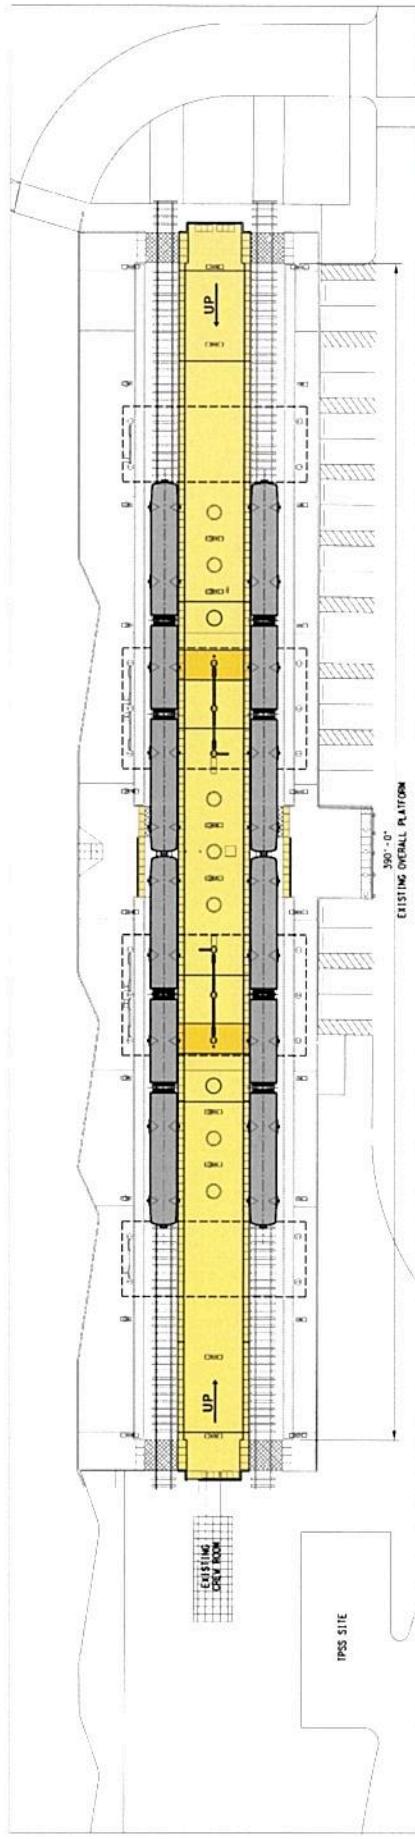 UP
390'-0"
EXISTING OVERALL PLATFORM
UP
EXISTING
CREW ROOM
TPSS SITE